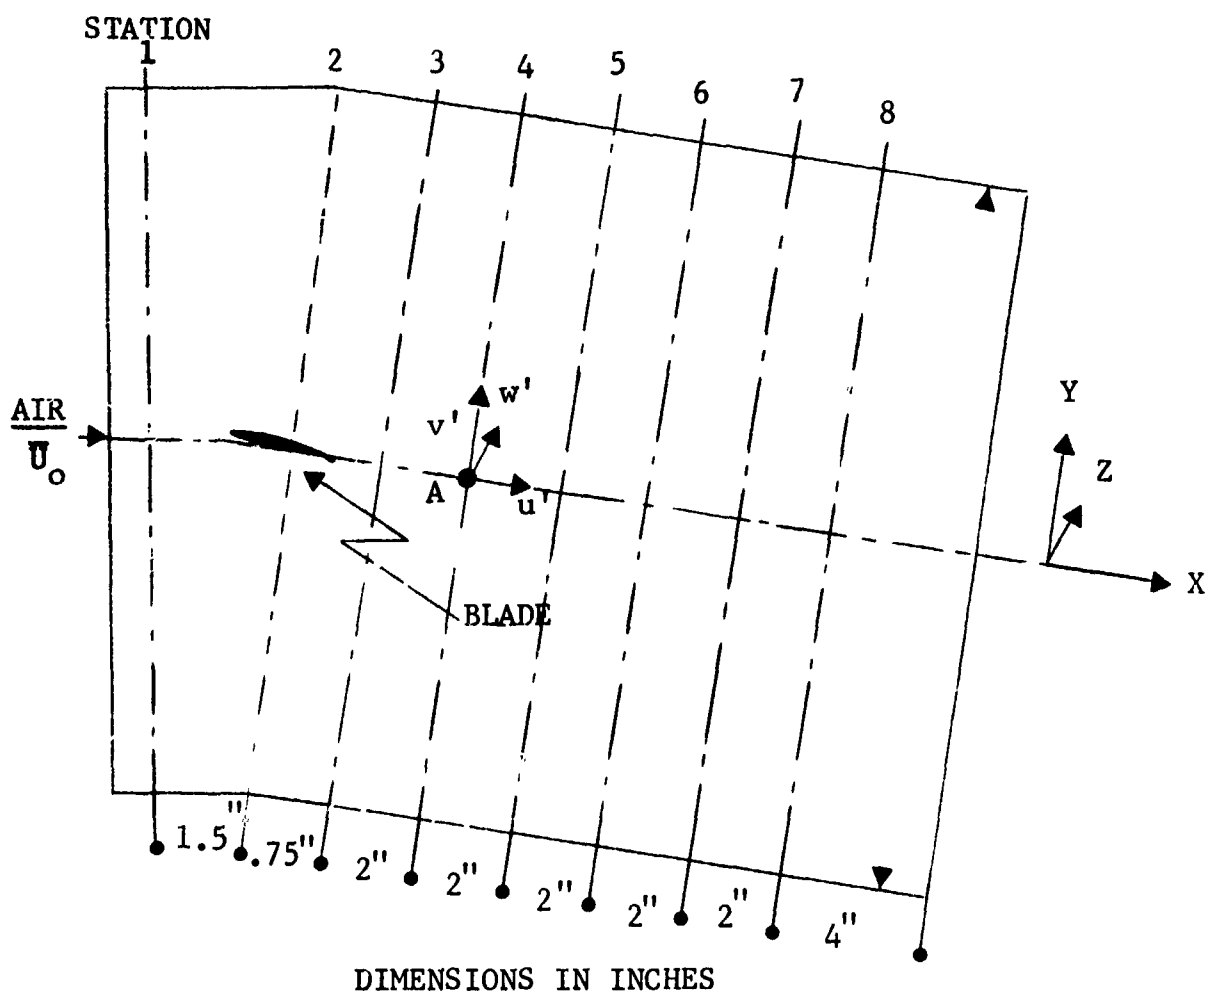 STATION
1
2
3
4
5
6
7
8
AIR
U̅o
w'
v'
A
u'
Y
Z
X
BLADE
1.5"
.75"
2"
2"
2"
2"
2"
4"
DIMENSIONS IN INCHES